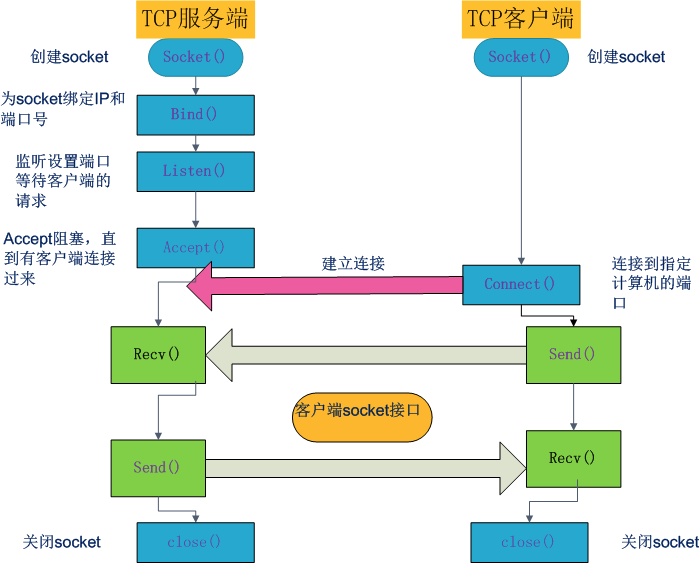 TCP服务端
TCP客户端
创建socket
Socket()
Socket()
创建socket
为socket绑定IP和
端口号
Bind()
监听设置端口
等待客户端的
请求
Listen()
Accept阻塞，直
到有客户端连接
过来
Accept()
建立连接
Connect()
连接到指定
计算机的端
口
Recv()
Send()
客户端socket接口
Send()
Recv()
关闭socket
close()
close()
关闭socket